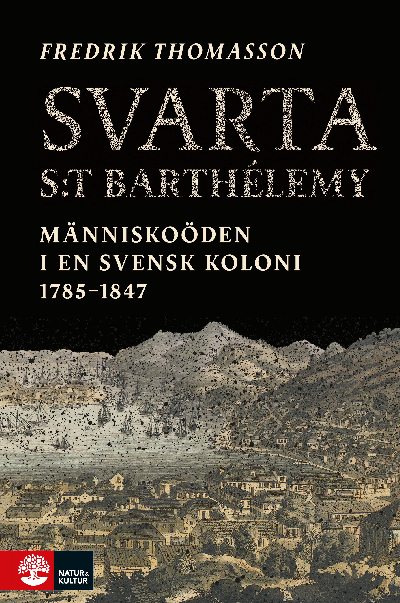 FREDRIK THOMASSON
SVARTA
S:T BARTHÉLEMY
MÄNNISKOÖDEN
I EN SVENSK KOLONI
1785–1847
NATUR &
KULTUR